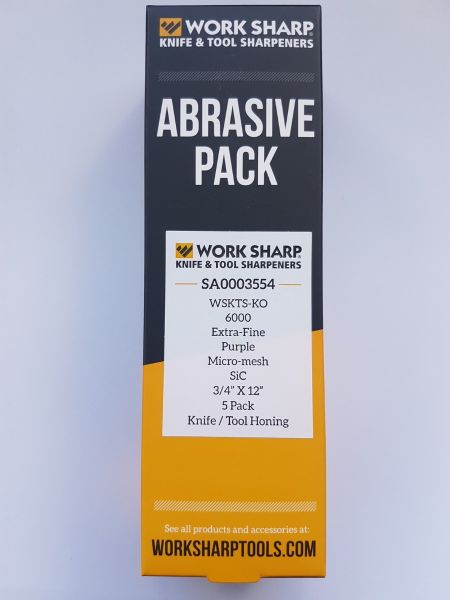 WORK SHARP
KNIFE & TOOL SHARPENERS
ABRASIVE
PACK
WORK SHARP
KNIFE & TOOL SHARPENERS
SA0003554
WSKTS-KO
6000
Extra-Fine
Purple
Micro-mesh
SiC
3/4” X 12”
5 Pack
Knife / Tool Honing
See all products and accessories at:
WORKSHARPTOOLS.COM